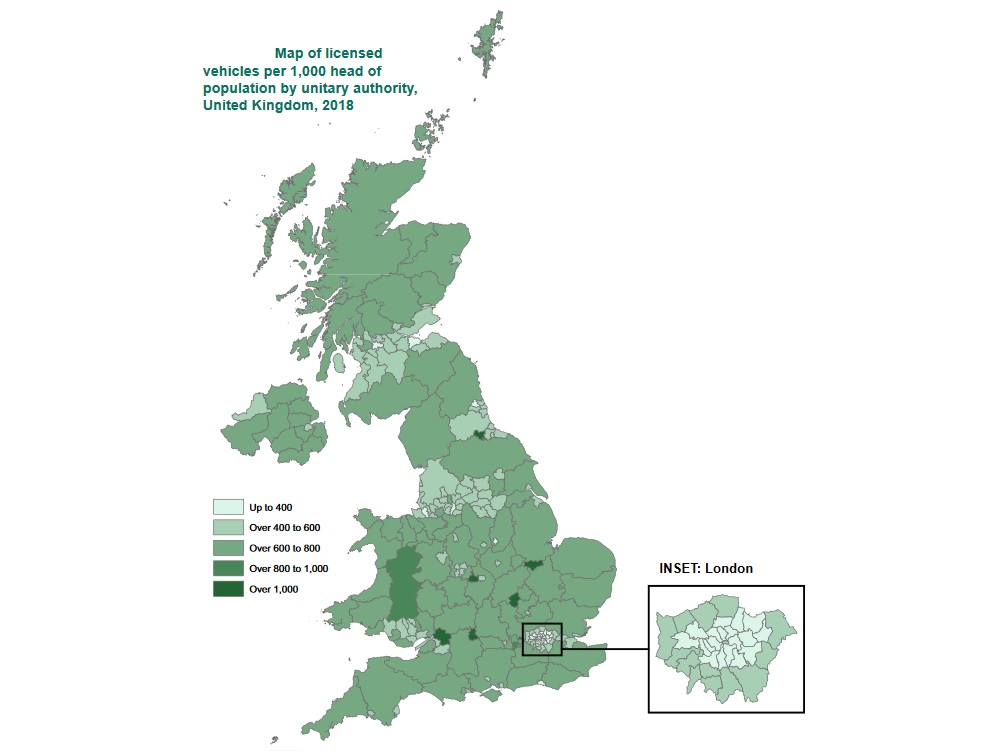 Map of licensed
vehicles per 1,000 head of
population by unitary authority,
United Kingdom, 2018
Up to 400
Over 400 to 600
Over 600 to 800
Over 800 to 1,000
Over 1,000
INSET: London